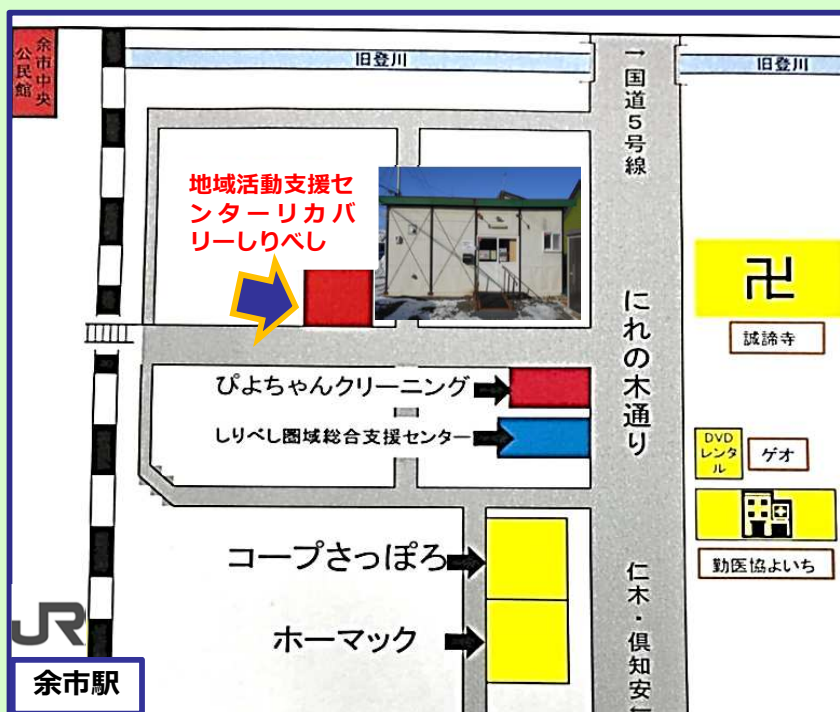 余市中央
公民館
旧登川
旧登川
→国道5号線
地域活動支援セ
ンターリカバ
リーしりべし
にれの木通り
卍
誠諦寺
ぴよちゃんクリーニング
しりべし圏域総合支援センター
DVD
レンタ
ル
ゲオ
コープさっぽろ
勤医協よいち
ホーマック
仁木・倶知安
JR
余市駅